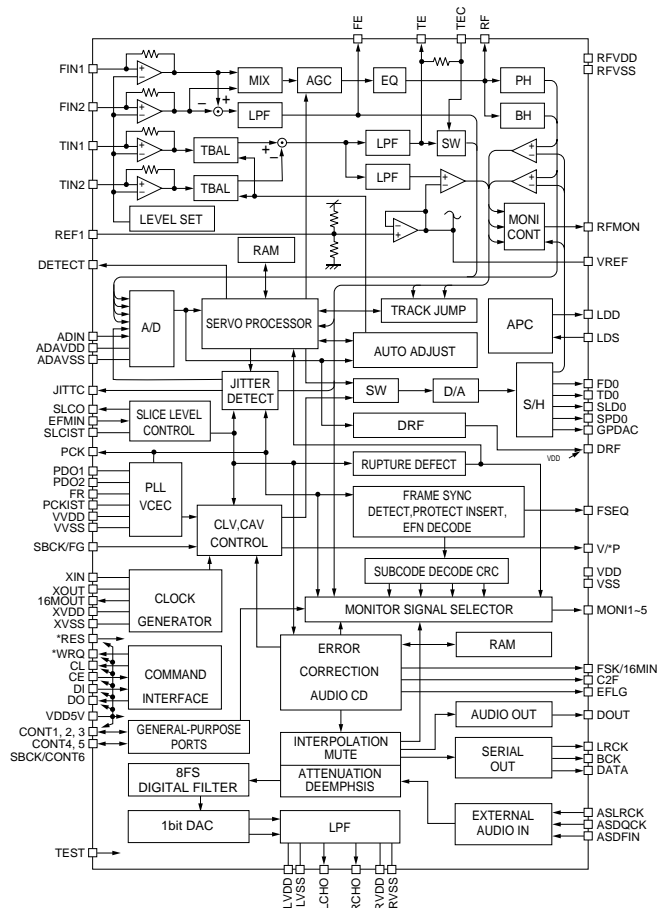 FE
TE
TEC
RF
FIN1
FIN2
TIN1
TIN2
REF1
DETECT
ADIN
ADAVDD
ADAVSS
JITTC
SLCO
EFMIN
SLCIST
PCK
PDO1
PDO2
FR
PCKIST
VVDD
VVSS
SBCK/FG
XIN
XOUT
16MOUT
XVDD
XVSS
*RES
*WRQ
CL
CE
DI
DO
VDD5V
CONT1, 2, 3
CONT4, 5
SBCK/CONT6
TEST
MIX
AGC
EQ
PH
LPF
BH
TBAL
LPF
SW
TBAL
LPF
LEVEL SET
MONI
CONT
RAM
A/D
SERVO PROCESSOR
TRACK JUMP
APC
AUTO ADJUST
JITTER
DETECT
SW
D/A
S/H
SLICE LEVEL
CONTROL
DRF
VDD
RUPTURE DEFECT
PLL
VCEC
CLV,CAV
CONTROL
FRAME SYNC
DETECT,PROTECT INSERT,
EFN DECODE
SUBCODE DECODE CRC
CLOCK
GENERATOR
MONITOR SIGNAL SELECTOR
ERROR
CORRECTION
AUDIO CD
RAM
COMMAND
INTERFACE
GENERAL-PURPOSE
PORTS
INTERPOLATION
MUTE
ATTENUATION
DEEMPHSIS
AUDIO OUT
SERIAL
OUT
8FS
DIGITAL FILTER
EXTERNAL
AUDIO IN
1bit DAC
LPF
RFVDD
RFVSS
RFMON
VREF
LDD
LDS
FD0
TD0
SLD0
SPD0
GPDAC
DRF
FSEQ
V/*P
VDD
VSS
MONI1~5
FSK/16MIN
C2F
EFLG
DOUT
LRCK
BCK
DATA
ASLRCK
ASDQCK
ASDFIN
LVDD
LVSS
LCHO
RCHO
RVDD
RVSS